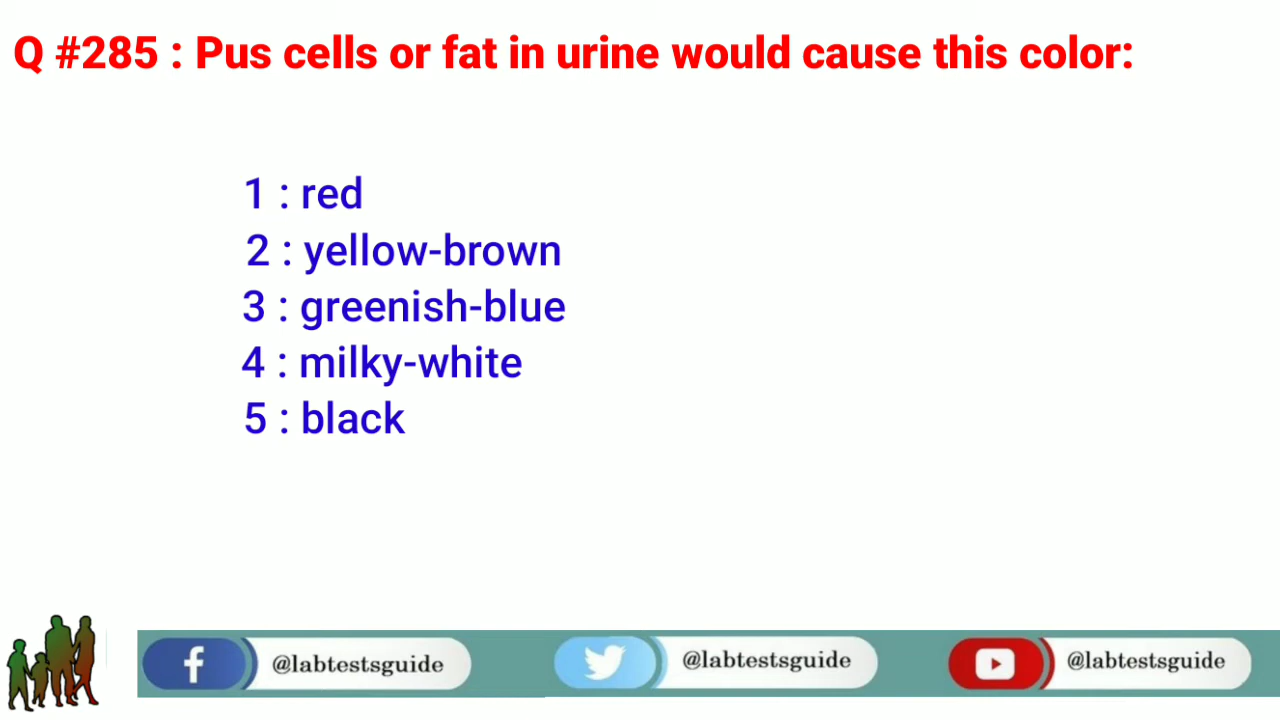 Q #285 : Pus cells or fat in urine would cause this color:
1 : red
2 : yellow-brown
3 : greenish-blue
4 : milky-white
5 : black
@labtestsguide @labtestsguide @labtestsguide